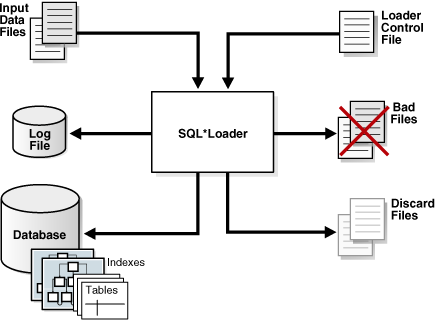 Input
Data
Files
Loader
Control
File
Log
File
SQL*Loader
Bad
Files
Database
Discard
Files
Indexes
Tables